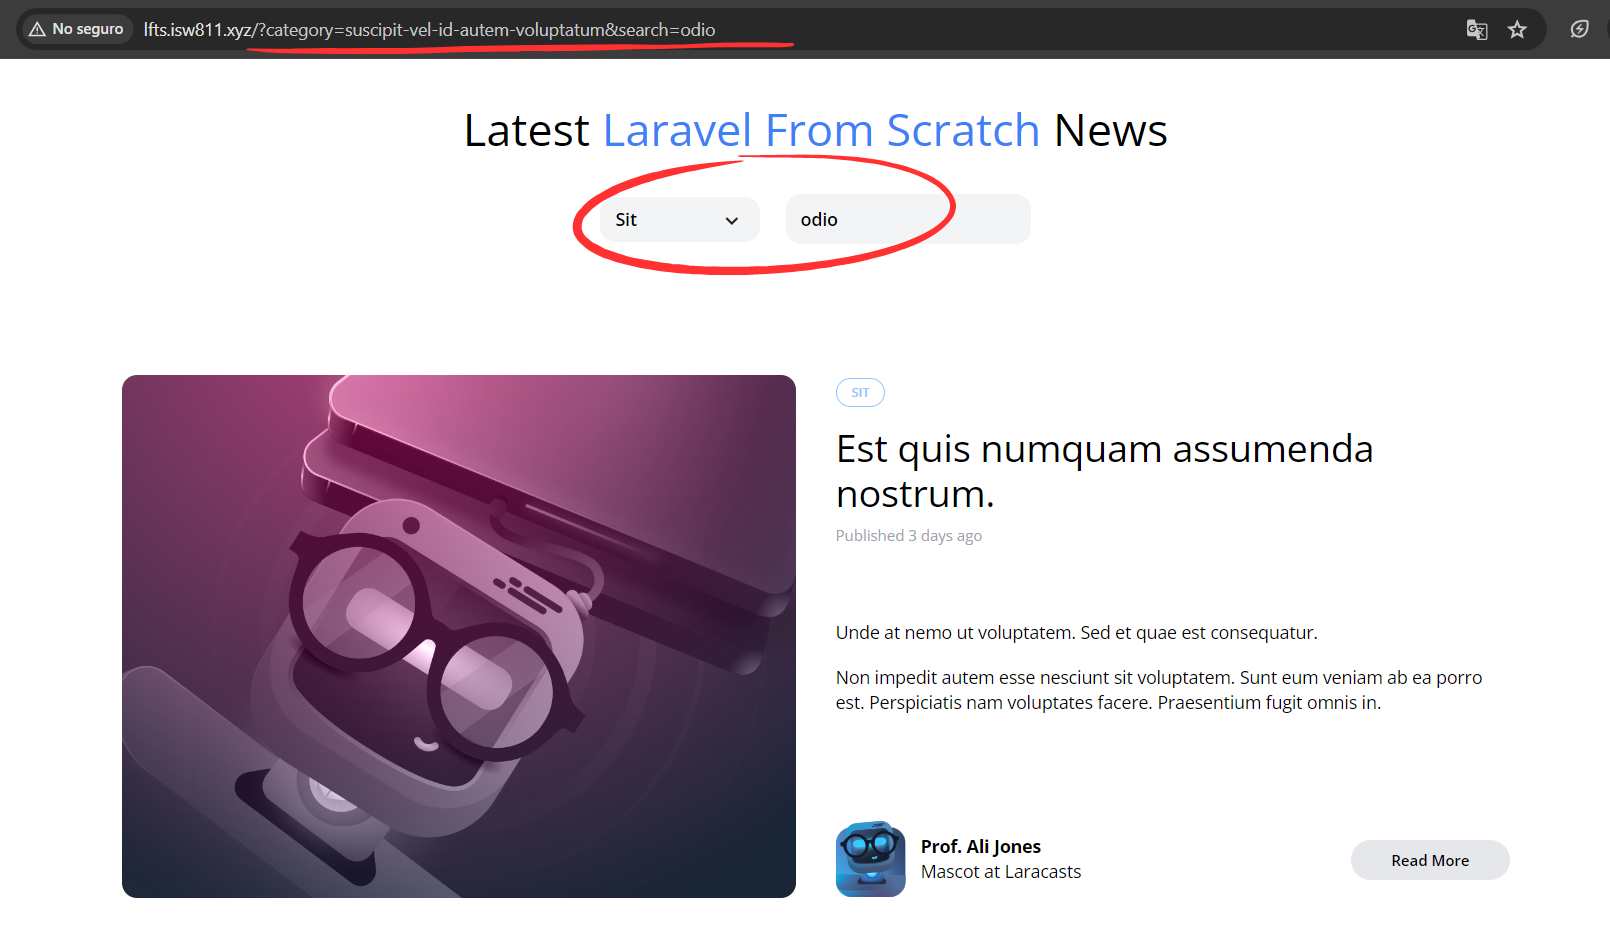 No seguro
lfts.isw811.xyz/?category=suscipit-vel-id-autem-voluptatum&search=odio
Latest Laravel From Scratch News
Sit
odio
SIT
Est quis numquam assumenda
nostrum.
Published 3 days ago
Unde at nemo ut voluptatem. Sed et quae est consequatur.
Non impedit autem esse nesciunt sit voluptatem. Sunt eum veniam ab ea porro
est. Perspiciatis nam voluptates facere. Praesentium fugit omnis in.
Prof. Ali Jones
Mascot at Laracasts
Read More